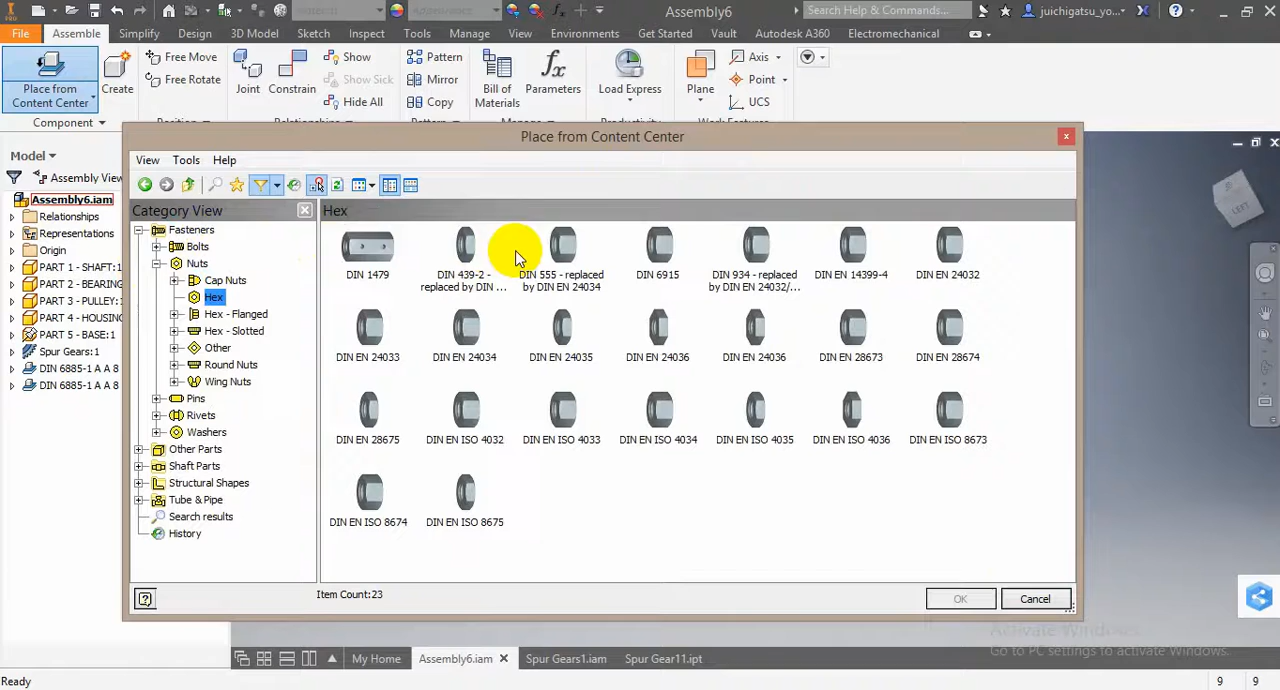 PRO
Assembly6
Search Help & Commands...
juichigatsu_yo...
File
Assemble
Simplify
Design
3D Model
Sketch
Inspect
Tools
Manage
View
Environments
Get Started
Vault
Autodesk A360
Electromechanical
Place from
Content Center
Create
Free Move
Free Rotate
Joint
Constrain
Show
Show Sick
Hide All
Pattern
Mirror
Copy
Bill of
Materials
fx
Parameters
Load Express
Plane
Axis
Point
UCS
Component
Model
Assembly View
Assembly6.iam
Relationships
Representations
Origin
PART 1 - SHAFT:1
PART 2 - BEARING
PART 3 - PULLEY:
PART 4 - HOUSING
PART 5 - BASE:1
Spur Gears:1
DIN 6885-1 A A 8
DIN 6885-1 A A 8
Place from Content Center
View
Tools
Help
Category View
Fasteners
Bolts
Nuts
Cap Nuts
Hex
Hex - Flanged
Hex - Slotted
Other
Round Nuts
Wing Nuts
Pins
Rivets
Washers
Other Parts
Shaft Parts
Structural Shapes
Tube & Pipe
Search results
History
Hex
DIN 1479
DIN 439-2 -
replaced by DIN ...
DIN 555 - replaced
by DIN EN 24034
DIN 6915
DIN 934 - replaced
by DIN EN 24032/...
DIN EN 14399-4
DIN EN 24032
DIN EN 24033
DIN EN 24034
DIN EN 24035
DIN EN 24036
DIN EN 24036
DIN EN 28673
DIN EN 28674
DIN EN 28675
DIN EN ISO 4032
DIN EN ISO 4033
DIN EN ISO 4034
DIN EN ISO 4035
DIN EN ISO 4036
DIN EN ISO 8673
DIN EN ISO 8674
DIN EN ISO 8675
Item Count:23
OK
Cancel
LEFT
Activate Windows
Go to PC settings to activate Windows.
My Home
Assembly6.iam
Spur Gears1.iam
Spur Gear11.ipt
Ready
9
9